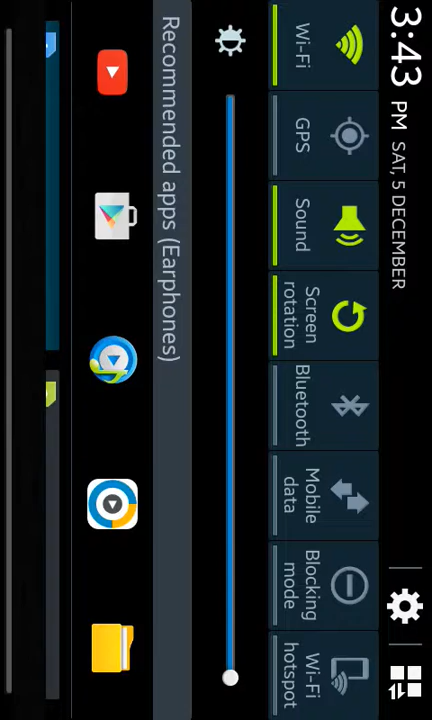 3:43 PM SAT, 5 DECEMBER
Wi-Fi
GPS
Sound
Screen
rotation
Bluetooth
Mobile
data
Blocking
mode
Wi-Fi
hotspot
Recommended apps (Earphones)